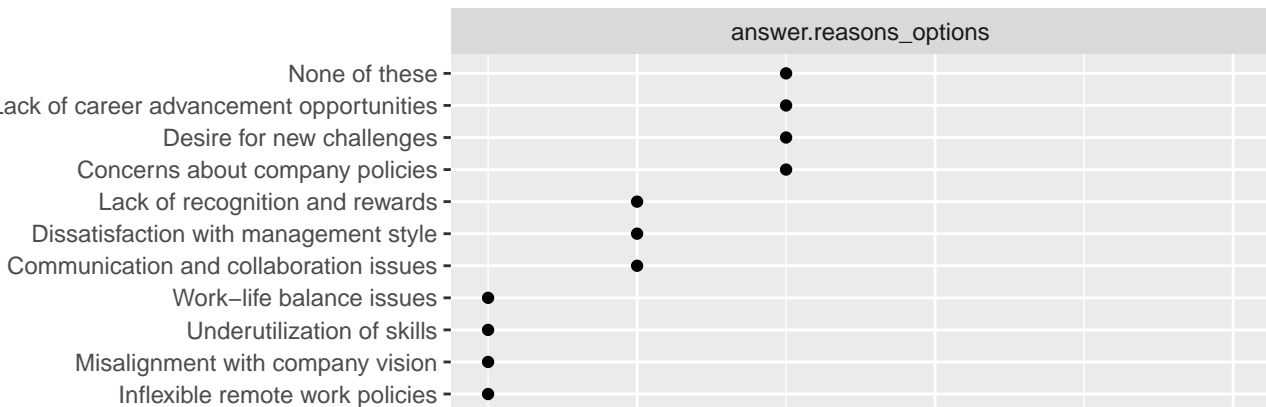 answer.reasons_options
None of these
Lack of career advancement opportunities
Desire for new challenges
Concerns about company policies
Lack of recognition and rewards
Dissatisfaction with management style
Communication and collaboration issues
Work−life balance issues
Underutilization of skills
Misalignment with company vision
Inflexible remote work policies